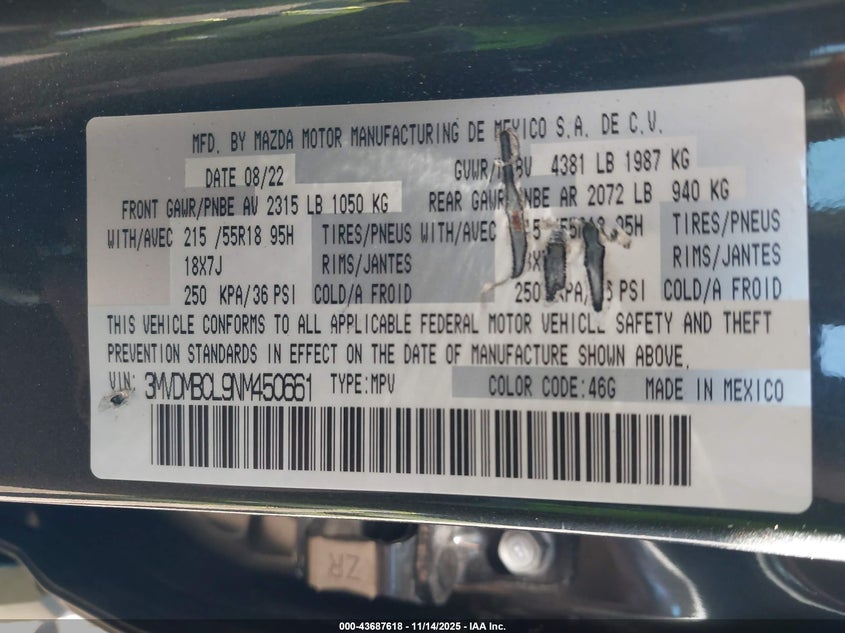 MFD. BY MAZDA MOTOR MANUFACTURING DE MEXICO S.A. DE C.V.
DATE 08/22 GVWR/ 4381 LB 1987 KG
FRONT GAWR/PNBE AV 2315 LB 1050 KG REAR GAWR/PNBE AR 2072 LB 940 KG
WITH/AVEC 215 /55R18 95H TIRES/PNEUS WITH/AVEC 215 /55R18 95H TIRES/PNEUS
18X7J RIMS/JANTES RIMS/JANTES
250 KPA/36 PSI COLD/A FROID 250 KPA/ PSI COLD/A FROID
THIS VEHICLE CONFORMS TO ALL APPLICABLE FEDERAL MOTOR VEHICLE SAFETY AND THEFT
PREVENTION STANDARDS IN EFFECT ON THE DATE OF MANUFACTURE SHOWN ABOVE.
VIN: 3MVDMBCL9NM450661 TYPE:MPV COLOR CODE:46G MADE IN MEXICO
ZR
000-43687618 - 11/14/2025 - IAA Inc.